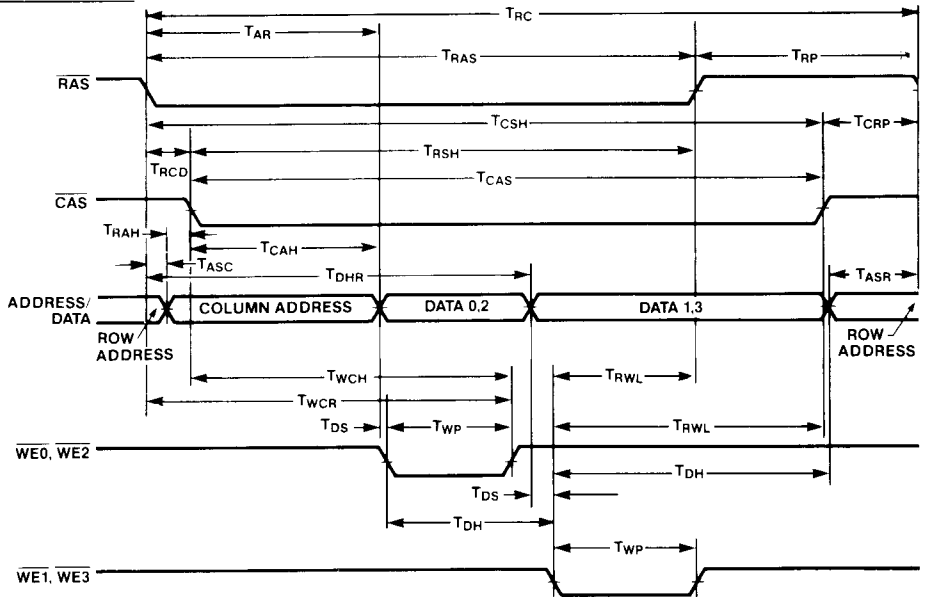 TRC
TAR
TRAS
TRP
RAS
TCSH
TCRP
TRCD
TRSH
TCAS
CAS
TRAH
TCAH
TASC
TDHR
TASR
ADDRESS/
DATA
COLUMN ADDRESS
DATA 0,2
DATA 1,3
ROW
ADDRESS
ROW
ADDRESS
TWCH
TRWL
TWCR
TDS
TWP
TRWL
WE0, WE2
TDH
TDS
TDH
TWP
WE1, WE3